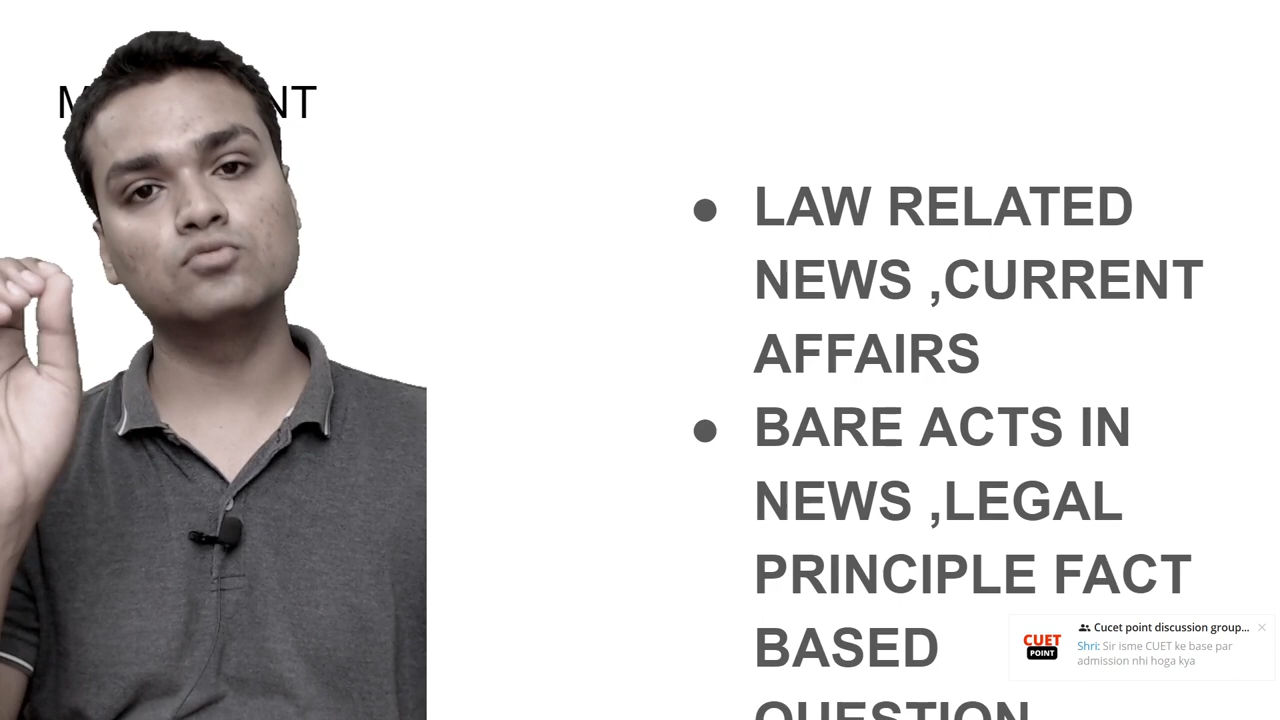 LAW RELATED
NEWS ,CURRENT
AFFAIRS
BARE ACTS IN
NEWS ,LEGAL
PRINCIPLE FACT
BASED
QUESTION
CUET
POINT
Cucet point discussion group...
Shri: Sir isme CUET ke base par
admission nhi hoga kya